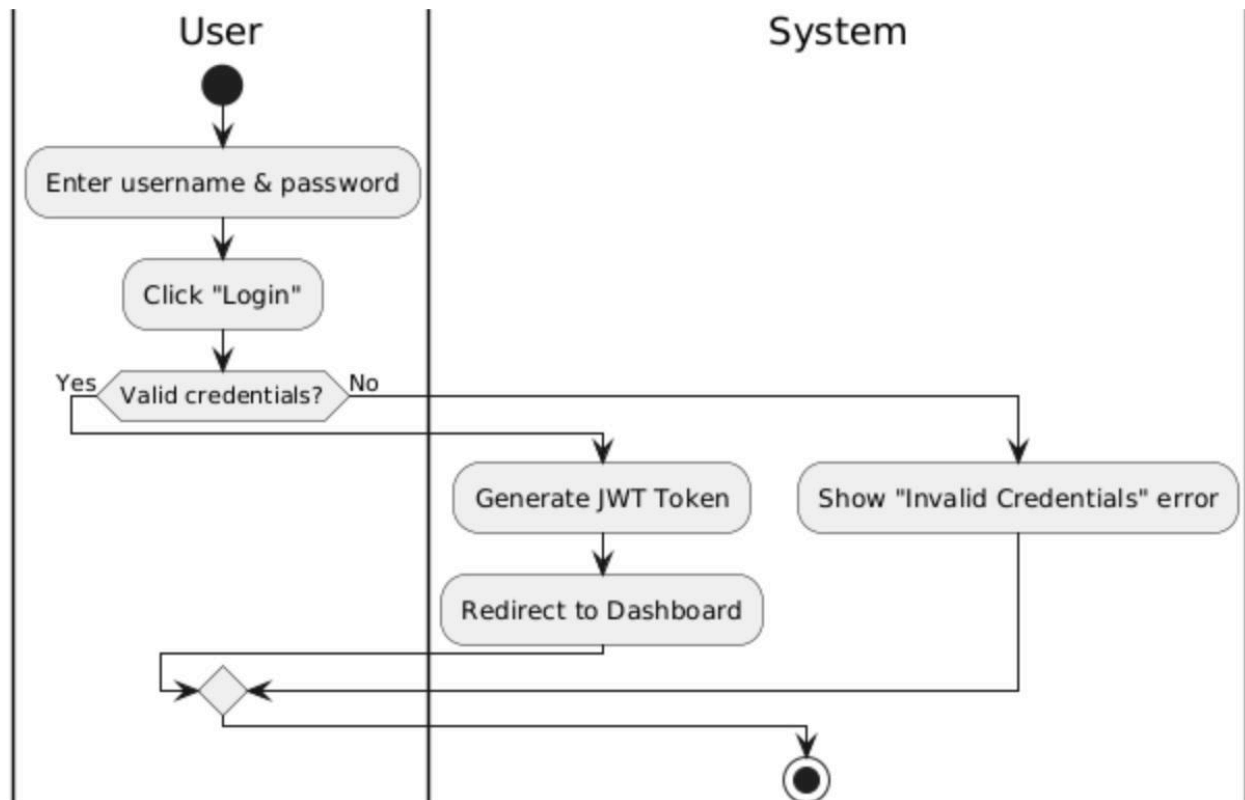 User
System
Enter username & password
Click "Login"
Yes
Valid credentials?
No
Generate JWT Token
Show "Invalid Credentials" error
Redirect to Dashboard